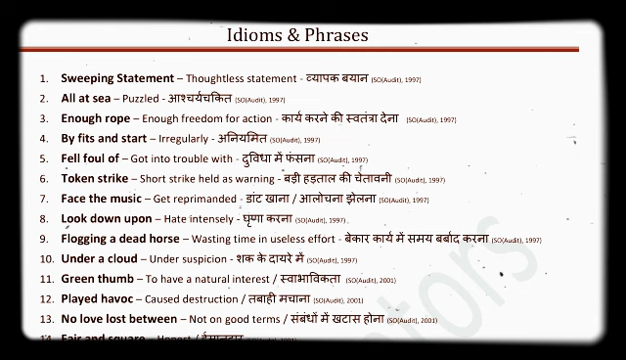 Idioms & Phrases
1. Sweeping Statement – Thoughtless statement - व्यापक बयान (SO(Audit), 1997)
2. All at sea – Puzzled - आश्चर्यचकित (SO(Audit), 1997)
3. Enough rope – Enough freedom for action - कार्य करने की स्वतंत्रा देना (SO(Audit), 1997)
4. By fits and start – Irregularly - अनियमित (SO(Audit), 1997)
5. Fell foul of – Got into trouble with - दुविधा में फंसना (SO(Audit), 1997)
6. Token strike – Short strike held as warning - बड़ी हड़ताल की चेतावनी (SO(Audit), 1997)
7. Face the music – Get reprimanded - डांट खाना / आलोचना झेलना (SO(Audit), 1997)
8. Look down upon – Hate intensely - घृणा करना (SO(Audit), 1997)
9. Flogging a dead horse – Wasting time in useless effort - बेकार कार्य में समय बर्बाद करना (SO(Audit), 1997)
10. Under a cloud – Under suspicion - शक के दायरे में (SO(Audit), 1997)
11. Green thumb – To have a natural interest / स्वाभाविकता (SO(Audit), 2001)
12. Played havoc – Caused destruction / तबाही मचाना (SO(Audit), 2001)
13. No love lost between – Not on good terms / संबंधों में खटास होना (SO(Audit), 2001)
14. Fair and square – Honest /